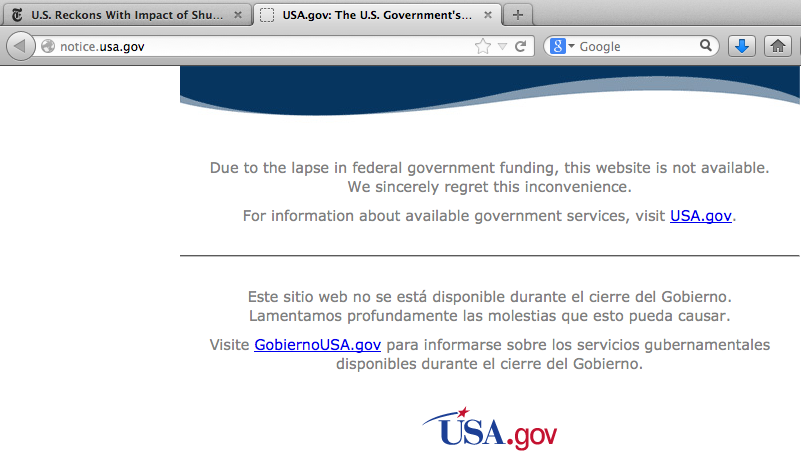 U.S. Reckons With Impact of Shu...
USA.gov: The U.S. Government's...
notice.usa.gov
Google
Due to the lapse in federal government funding, this website is not available.
We sincerely regret this inconvenience.
For information about available government services, visit USA.gov.
Este sitio web no se está disponible durante el cierre del Gobierno.
Lamentamos profundamente las molestias que esto pueda causar.
Visite GobiernoUSA.gov para informarse sobre los servicios gubernamentales
disponibles durante el cierre del Gobierno.
USA.gov